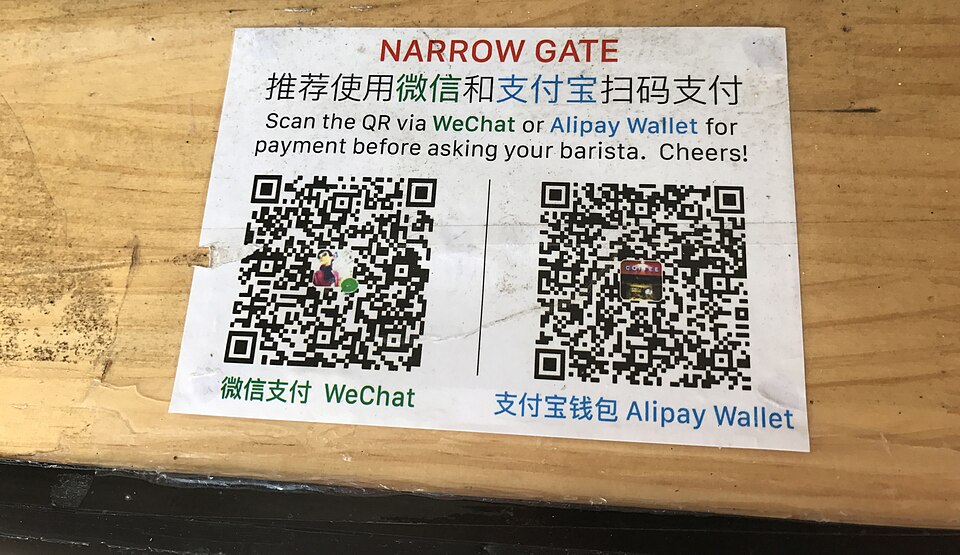 NARROW GATE
推荐使用微信和支付宝扫码支付
Scan the QR via WeChat or Alipay Wallet for
payment before asking your barista. Cheers!
COFFEE
微信支付 WeChat
支付宝钱包 Alipay Wallet